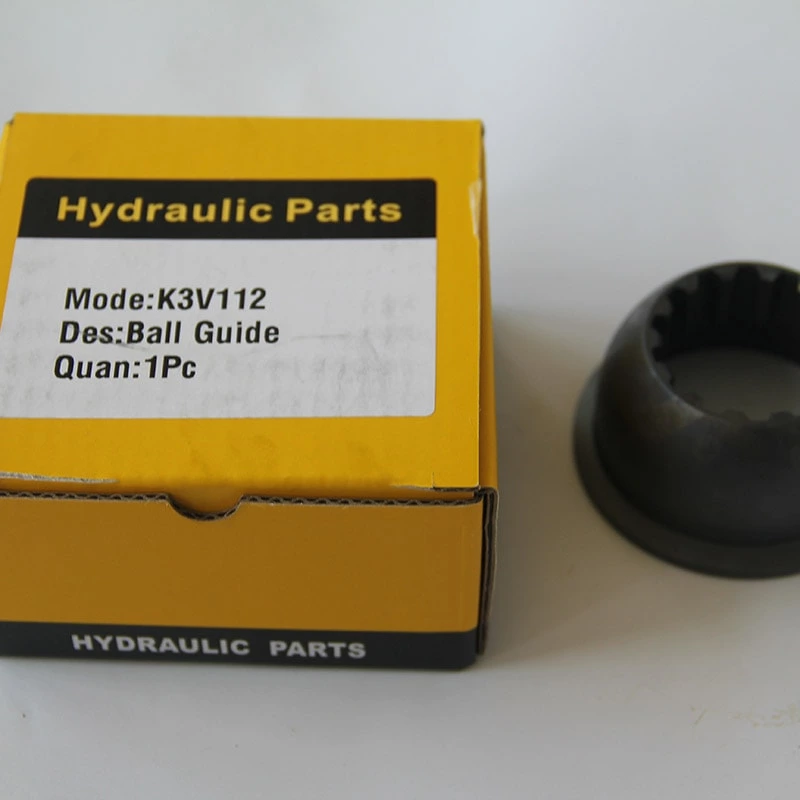 Hydraulic Parts
Mode:K3V112
Des:Ball Guide
Quan:1Pc
HYDRAULIC PARTS